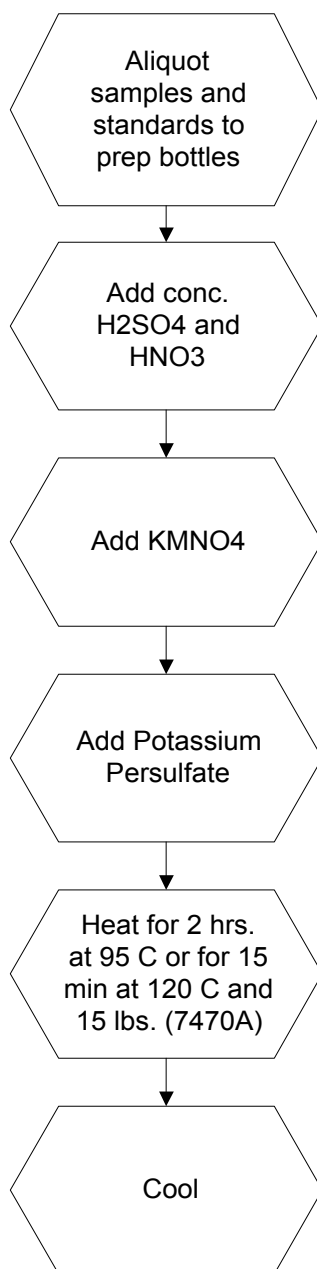 Aliquot
samples and
standards to
prep bottles
Add conc.
H2SO4 and
HNO3
Add KMNO4
Add Potassium
Persulfate
Heat for 2 hrs.
at 95 C or for 15
min at 120 C and
15 lbs. (7470A)
Cool